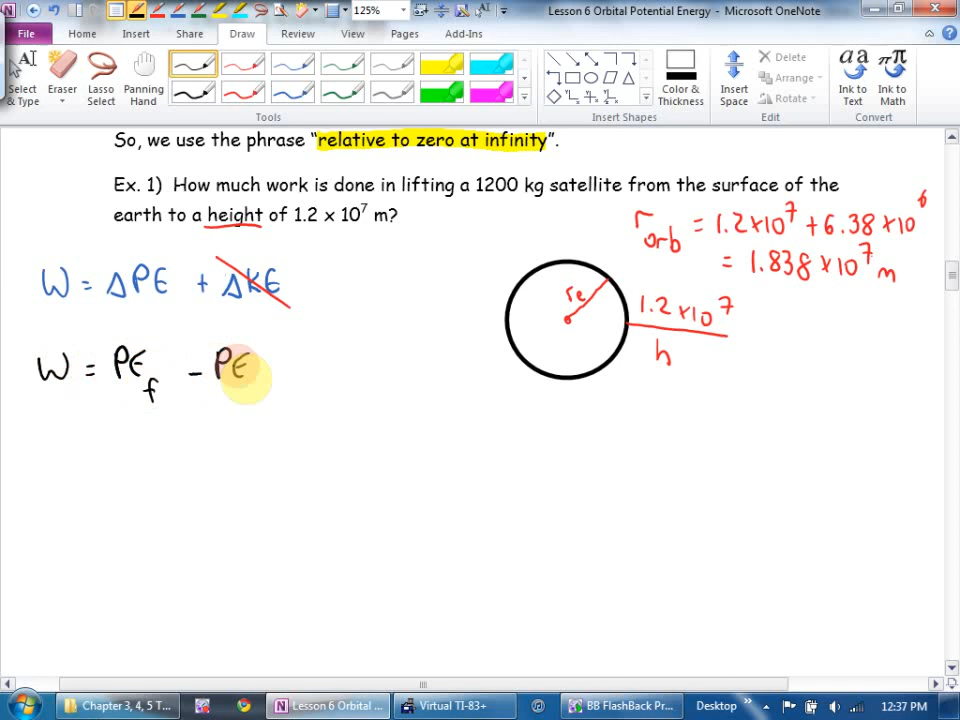 125%
Lesson 6 Orbital Potential Energy - Microsoft OneNote
File Home Insert Share Draw Review View Pages Add-Ins
Select & Type
Eraser
Lasso Select
Panning Hand
Color & Thickness
Insert Space
Delete
Arrange
Rotate
Ink to Text
Ink to Math
Tools
Insert Shapes
Edit
Convert
So, we use the phrase “relative to zero at infinity”.
Ex. 1) How much work is done in lifting a 1200 kg satellite from the surface of the
earth to a height of 1.2 x 10⁷ m?
r orb = 1.2×10⁷ + 6.38 ×10⁶
= 1.838 ×10⁷ m
W = ΔPE + ΔKE
re
1.2 ×10⁷
h
W = PE f - PE
Chapter 3, 4, 5 T...
Lesson 6 Orbital ...
Virtual TI-83+
BB FlashBack Pr...
Desktop
12:37 PM